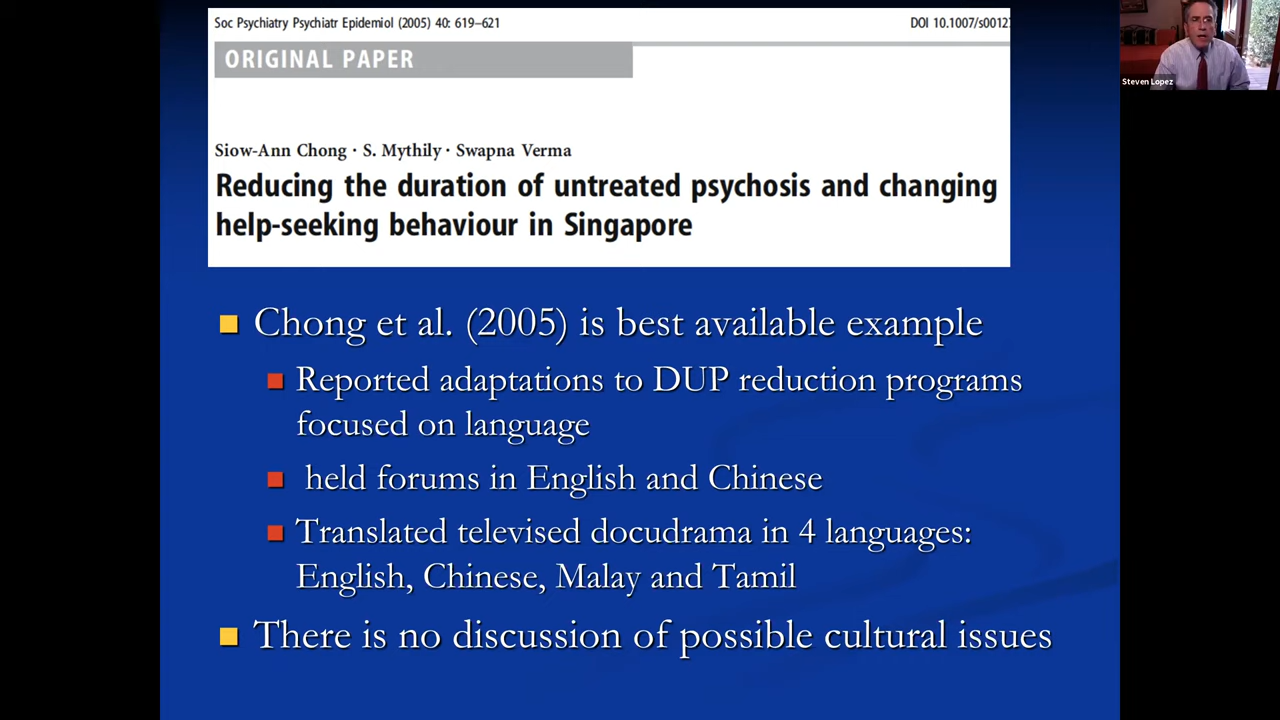 Soc Psychiatry Psychiatr Epidemiol (2005) 40: 619–621
DOI 10.1007/s00127
ORIGINAL PAPER
Steven Lopez
Siow-Ann Chong · S. Mythily · Swapna Verma
Reducing the duration of untreated psychosis and changing
help-seeking behaviour in Singapore
Chong et al. (2005) is best available example
Reported adaptations to DUP reduction programs
focused on language
held forums in English and Chinese
Translated televised docudrama in 4 languages:
English, Chinese, Malay and Tamil
There is no discussion of possible cultural issues